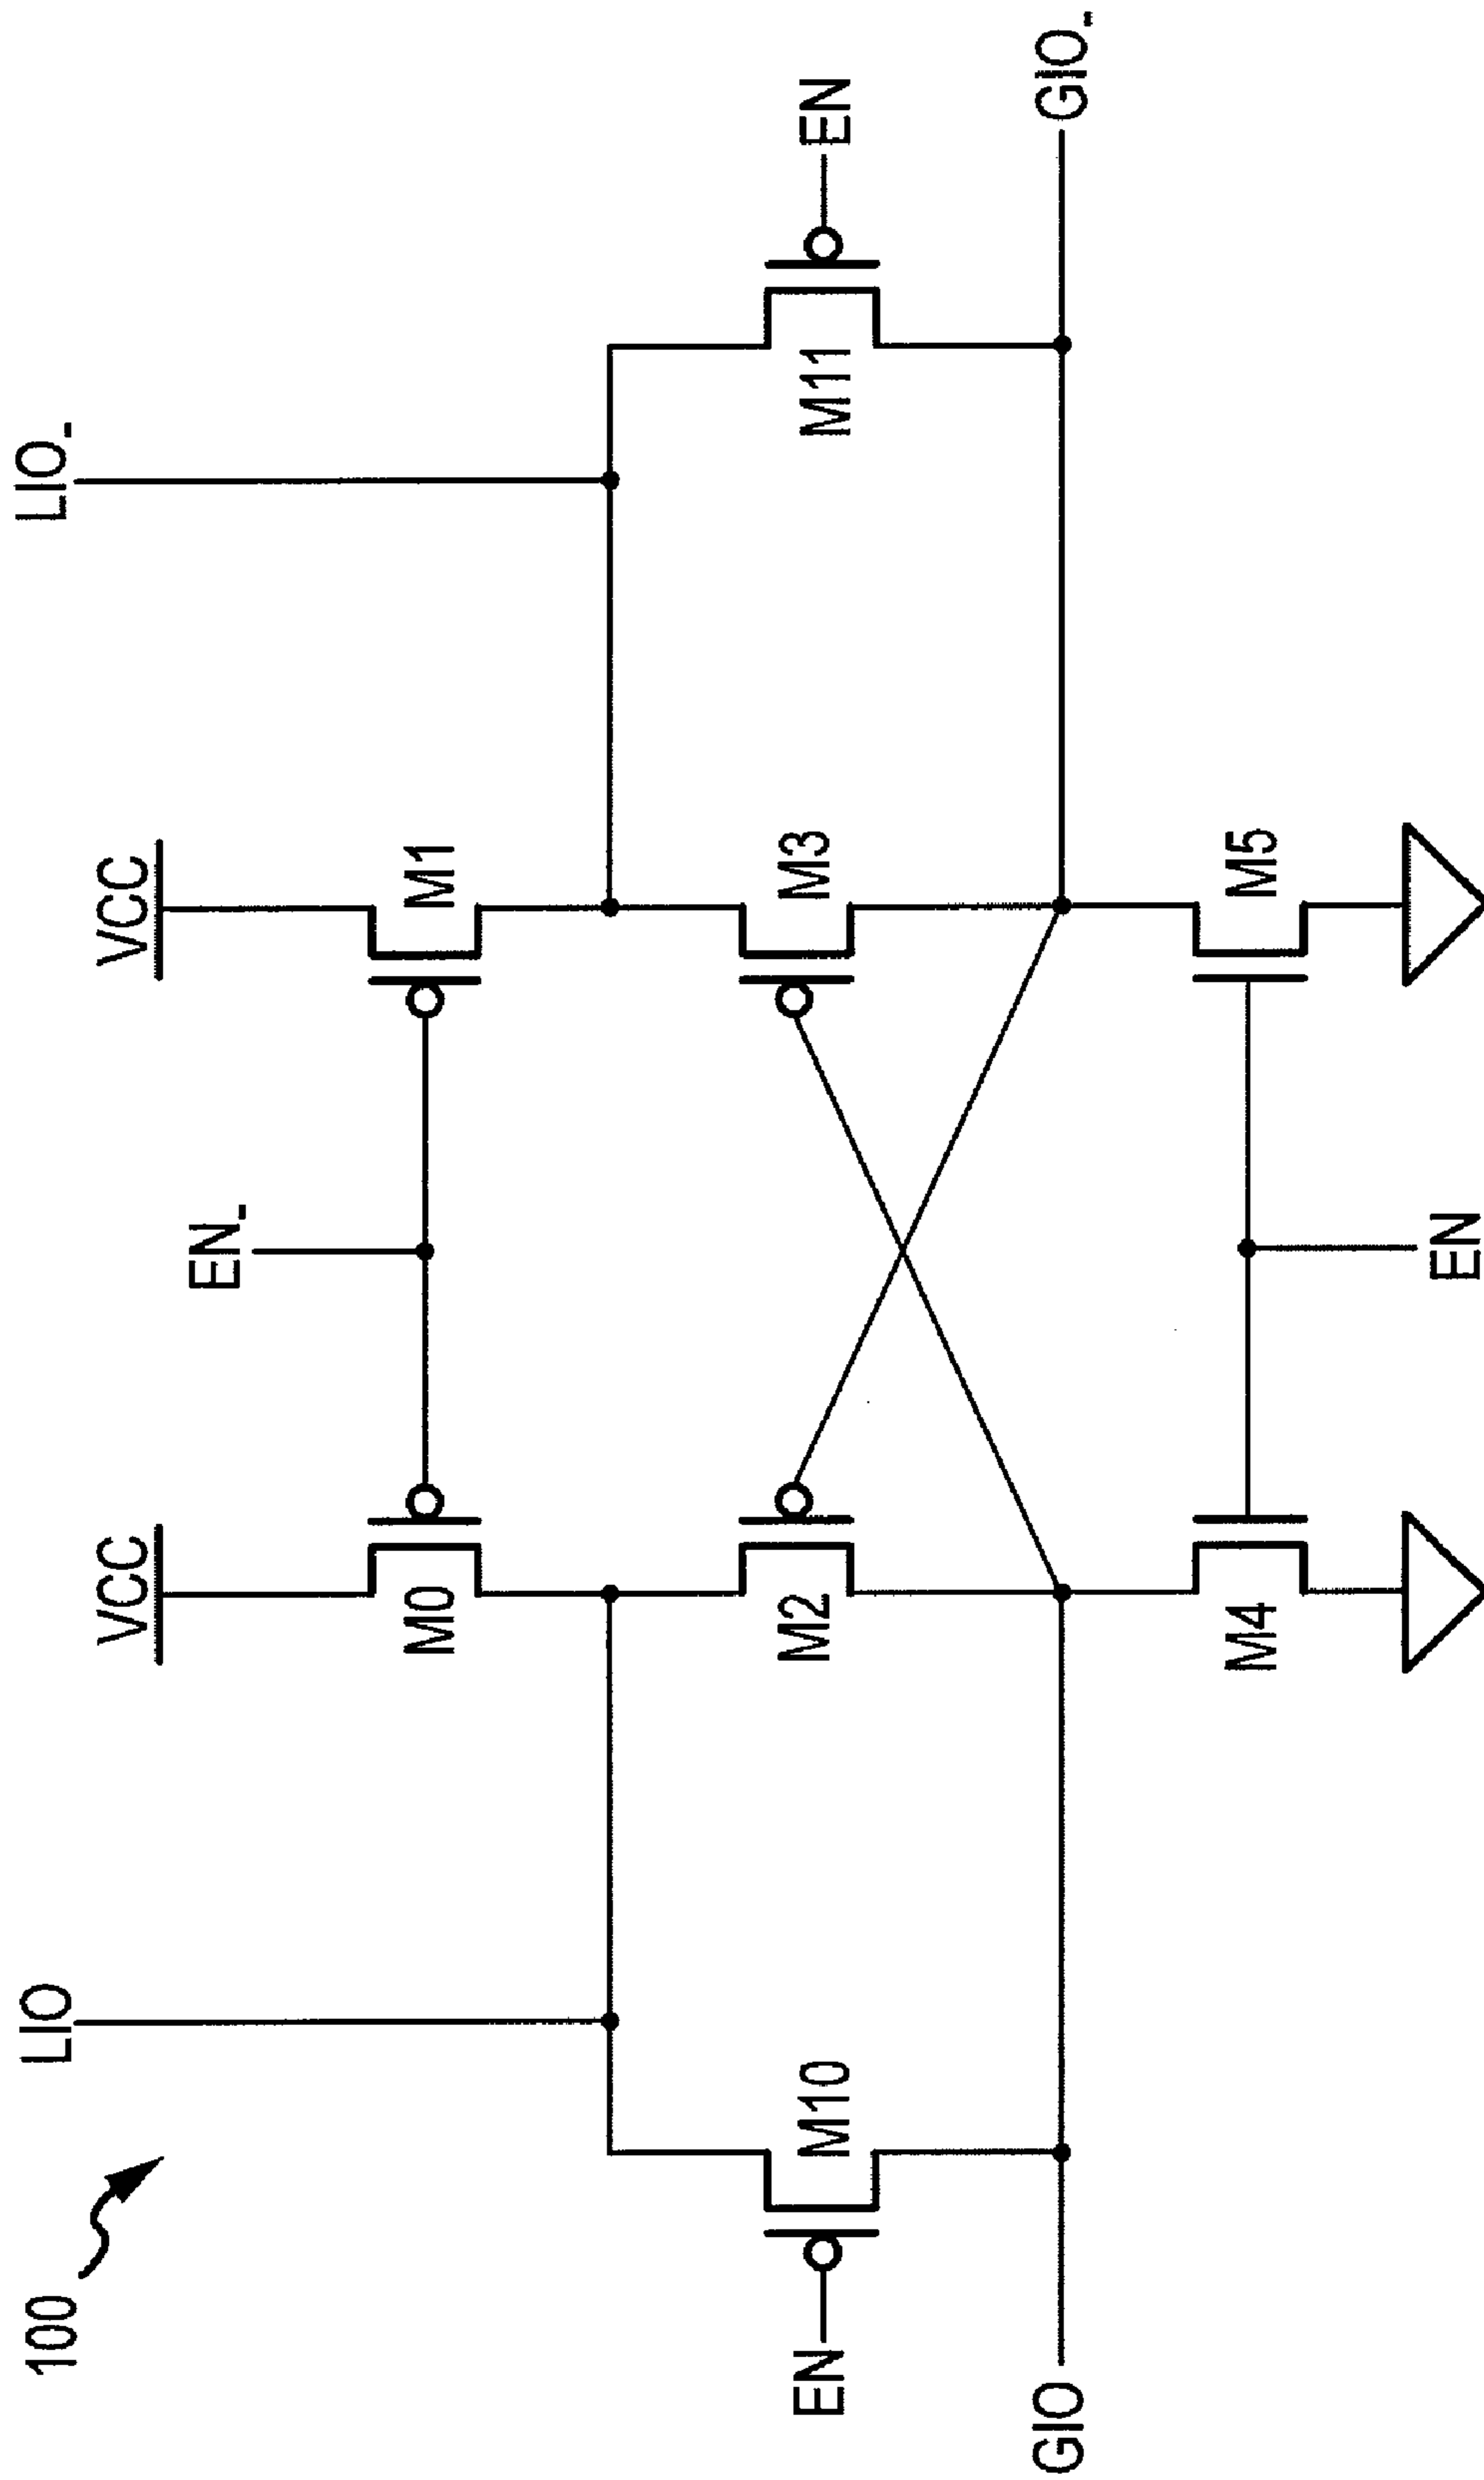 100
LIO
LIO_
VCC
VCC
EN_
M0
M1
EN
M10
M2
M3
M11
EN
GIO
GIO_
M4
M5
EN